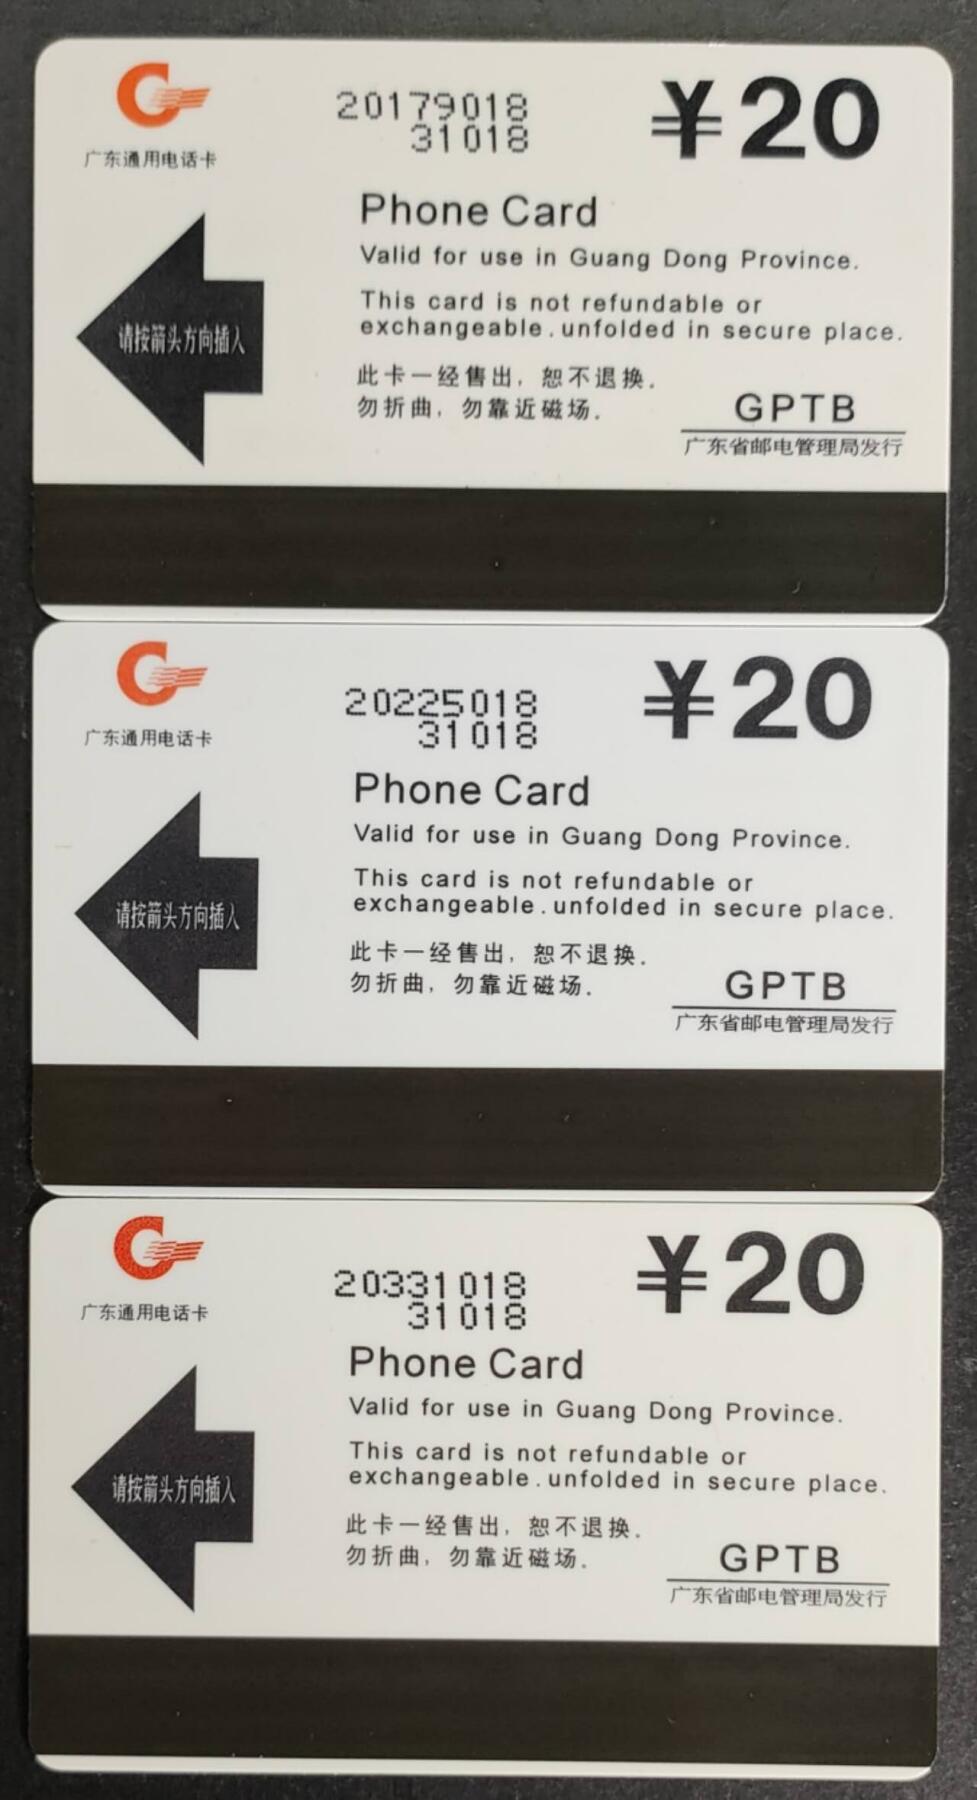 20179018
31018
¥20
广东通用电话卡
Phone Card
Valid for use in Guang Dong Province.
This card is not refundable or
exchangeable.unfolded in secure place.
请按箭头方向插入
此卡一经售出，恕不退换.
勿折曲，勿靠近磁场.
GPTB
广东省邮电管理局发行
20225018
31018
¥20
广东通用电话卡
Phone Card
Valid for use in Guang Dong Province.
This card is not refundable or
exchangeable.unfolded in secure place.
请按箭头方向插入
此卡一经售出，恕不退换.
勿折曲，勿靠近磁场.
GPTB
广东省邮电管理局发行
20331018
31018
¥20
广东通用电话卡
Phone Card
Valid for use in Guang Dong Province.
This card is not refundable or
exchangeable.unfolded in secure place.
请按箭头方向插入
此卡一经售出，恕不退换.
勿折曲，勿靠近磁场.
GPTB
广东省邮电管理局发行